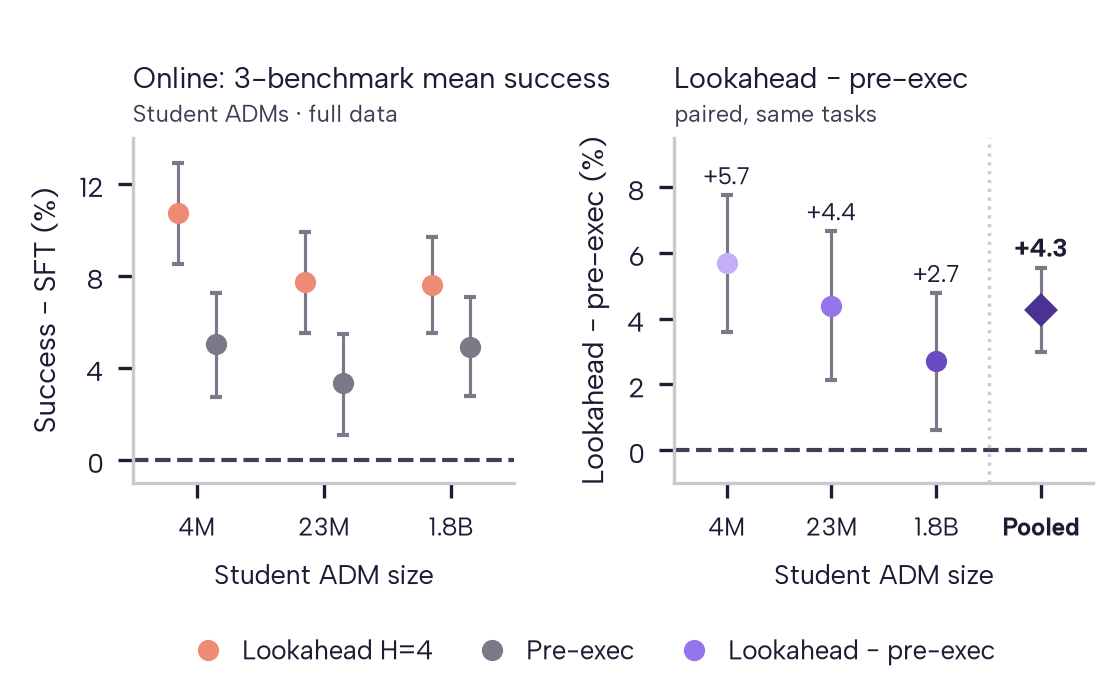 Online: 3-benchmark mean success
Student ADMs · full data
Success - SFT (%)
12
8
4
0
4M
23M
1.8B
Student ADM size
Lookahead - pre-exec
paired, same tasks
Lookahead - pre-exec (%)
8
6
4
2
0
+5.7
+4.4
+2.7
+4.3
4M
23M
1.8B
Pooled
Student ADM size
Lookahead H=4
Pre-exec
Lookahead - pre-exec